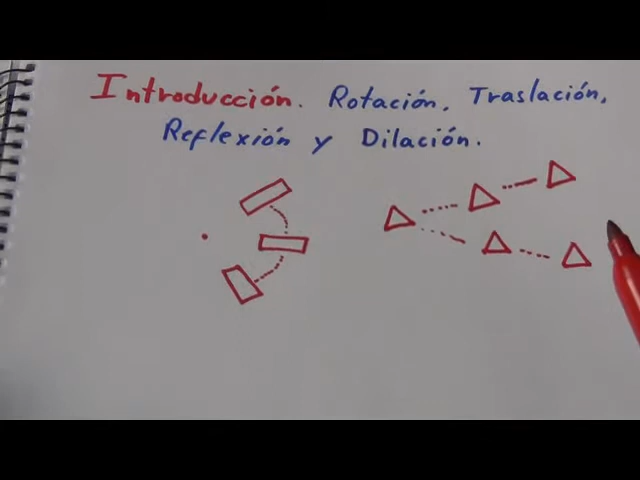 Introducción. Rotación, Traslación,
Reflexión y Dilación.